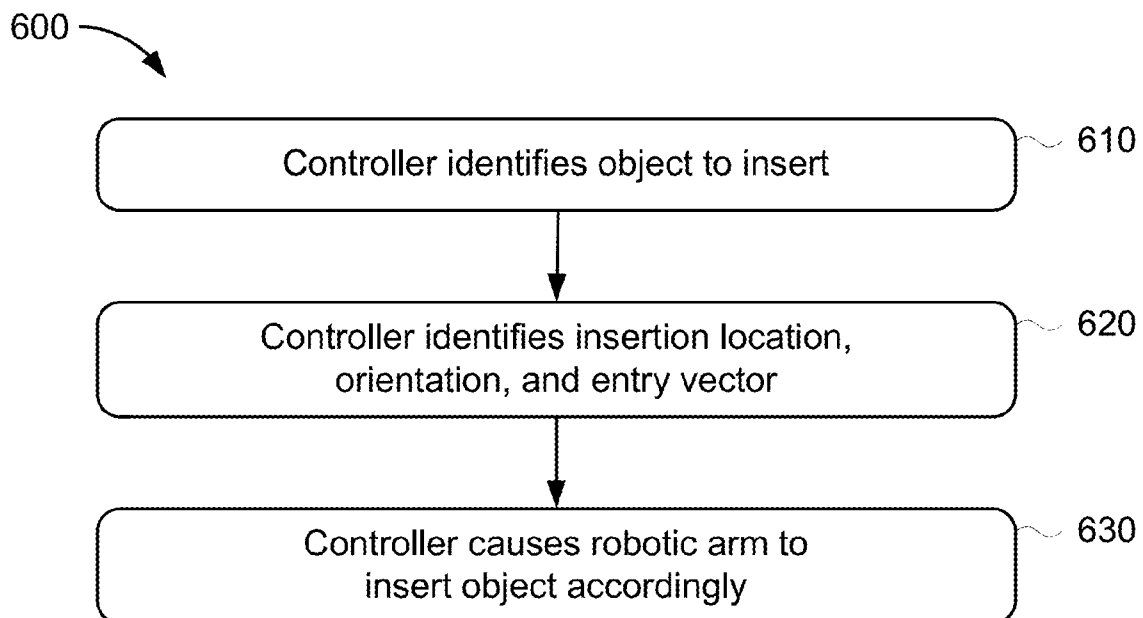 600
Controller identifies object to insert
610
Controller identifies insertion location,
orientation, and entry vector
620
Controller causes robotic arm to
insert object accordingly
630